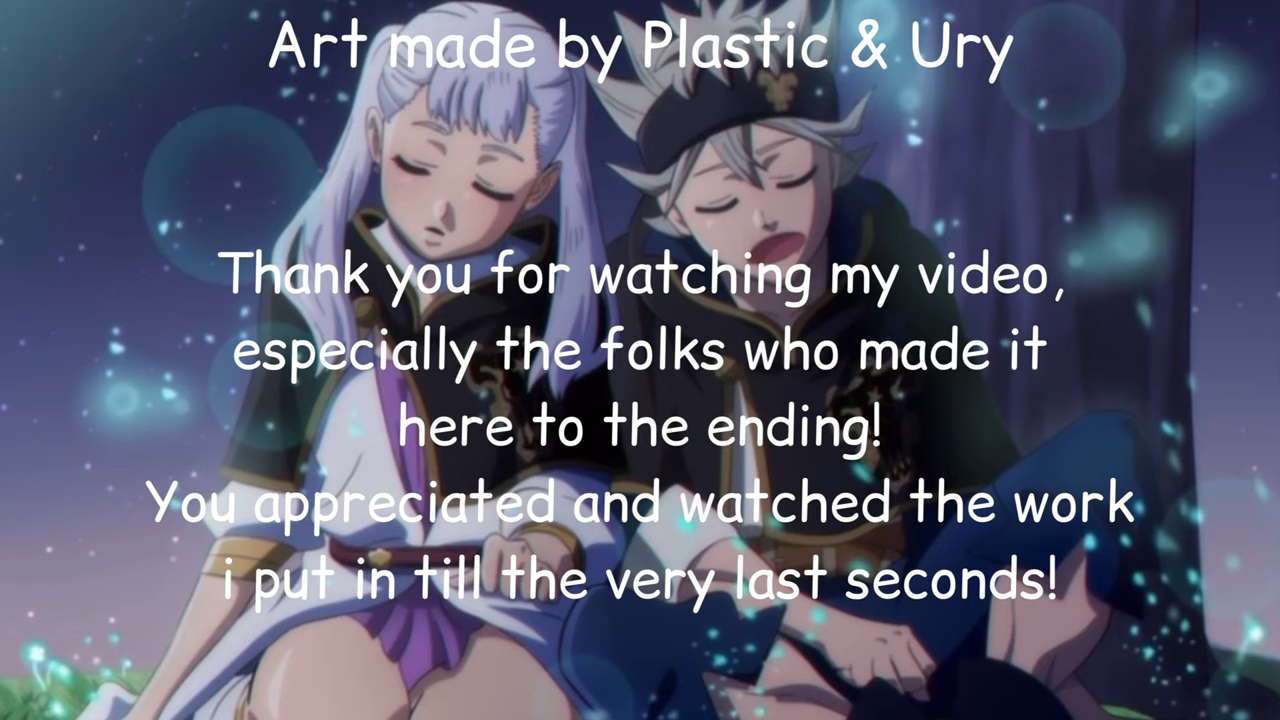 Art made by Plastic & Ury
Thank you for watching my video,
especially the folks who made it
here to the ending!
You appreciated and watched the work
i put in till the very last seconds!